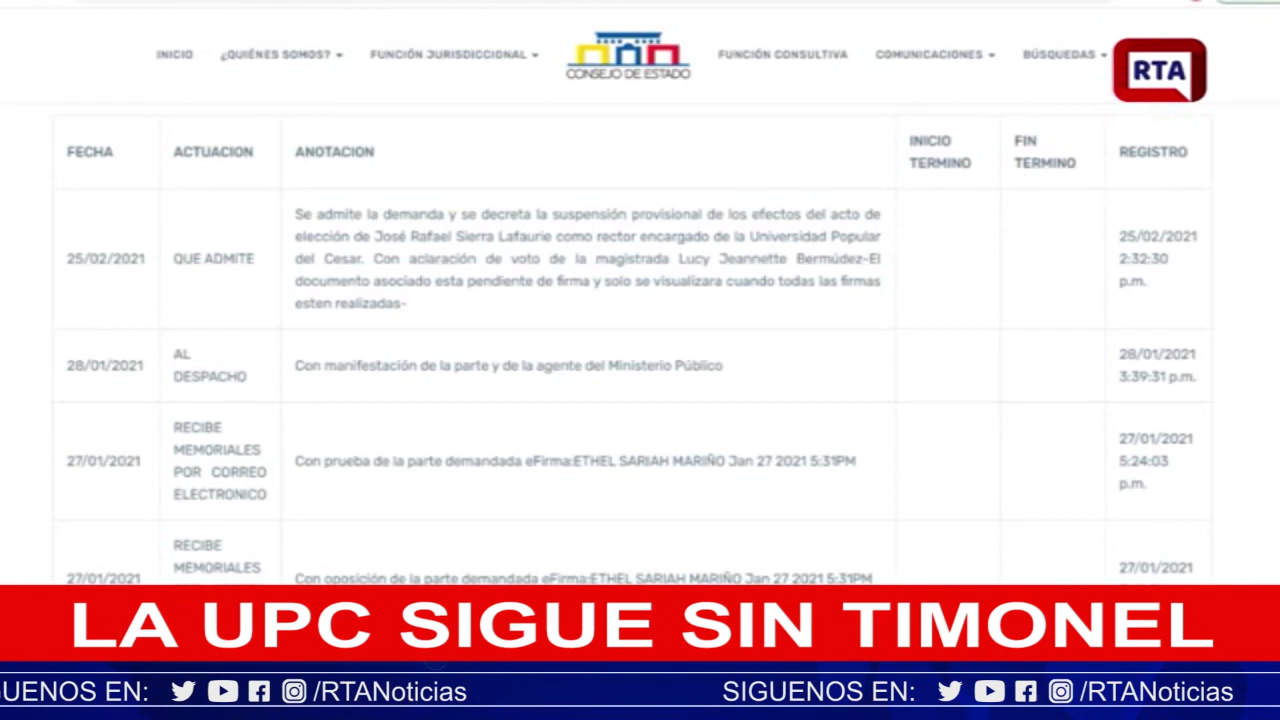 INICIO ¿QUIÉNES SOMOS? FUNCIÓN JURISDICCIONAL CONSEJO DE ESTADO FUNCIÓN CONSULTIVA COMUNICACIONES BÚSQUEDAS
RTA
FECHA ACTUACION ANOTACION INICIO TERMINO FIN TERMINO REGISTRO
Se admite la demanda y se decreta la suspensión provisional de los efectos del acto de
elección de José Rafael Sierra Lafaurie como rector encargado de la Universidad Popular
25/02/2021 QUE ADMITE del Cesar. Con aclaración de voto de la magistrada Lucy Jeannette Bermúdez-El
documento asociado esta pendiente de firma y solo se visualizara cuando todas las firmas
esten realizadas-
25/02/2021
2:32:30
p.m.
28/01/2021
AL
DESPACHO
Con manifestación de la parte y de la agente del Ministerio Público
28/01/2021
3:39:31 p.m.
27/01/2021
RECIBE
MEMORIALES
POR CORREO
ELECTRONICO
Con prueba de la parte demandada eFirma:ETHEL SARIAH MARIÑO Jan 27 2021 5:31PM
27/01/2021
5:24:03
p.m.
27/01/2021
RECIBE
MEMORIALES
Con oposición de la parte demandada eFirma:ETHEL SARIAH MARIÑO Jan 27 2021 5:31PM
27/01/2021
LA UPC SIGUE SIN TIMONEL
GUENOS EN: /RTANoticias SIGUENOS EN: /RTANoticias